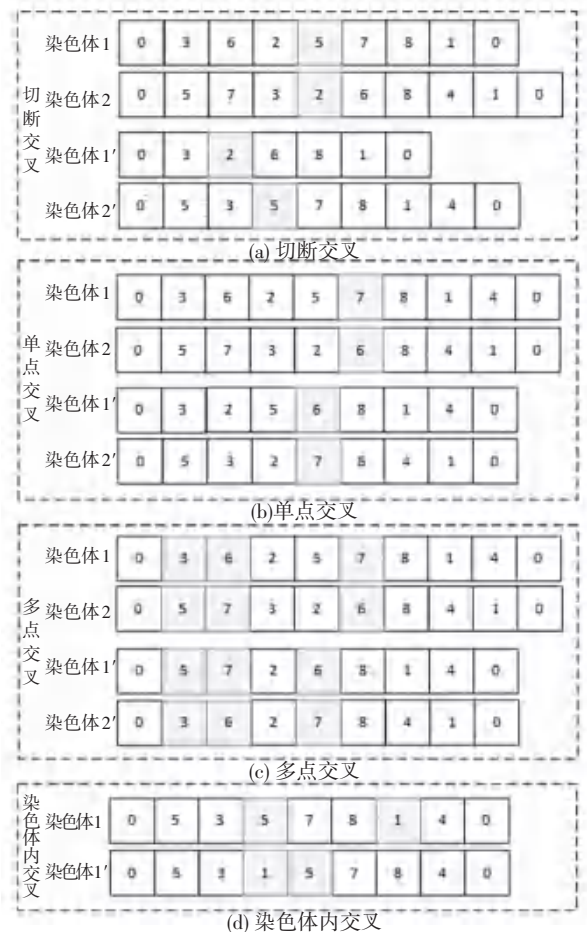 切断交叉
染色体1 0 3 6 2 5 7 8 1 0
染色体2 0 5 7 3 2 6 8 4 1 0
染色体1′ 0 3 2 6 8 1 0
染色体2′ 0 5 3 5 7 8 1 4 0
(a) 切断交叉
单点交叉
染色体1 0 3 6 2 5 7 8 1 4 0
染色体2 0 5 7 3 2 6 8 4 1 0
染色体1′ 0 3 2 5 6 8 1 4 0
染色体2′ 0 5 3 2 7 8 4 1 0
(b)单点交叉
多点交叉
染色体1 0 3 6 2 5 7 8 1 4 0
染色体2 0 5 7 3 2 6 8 4 1 0
染色体1′ 0 5 7 2 6 8 1 4 0
染色体2′ 0 3 6 2 7 8 4 1 0
(c) 多点交叉
染色体内交叉
染色体1 0 5 3 5 7 8 1 4 0
染色体1′ 0 5 3 1 5 7 8 4 0
(d) 染色体内交叉